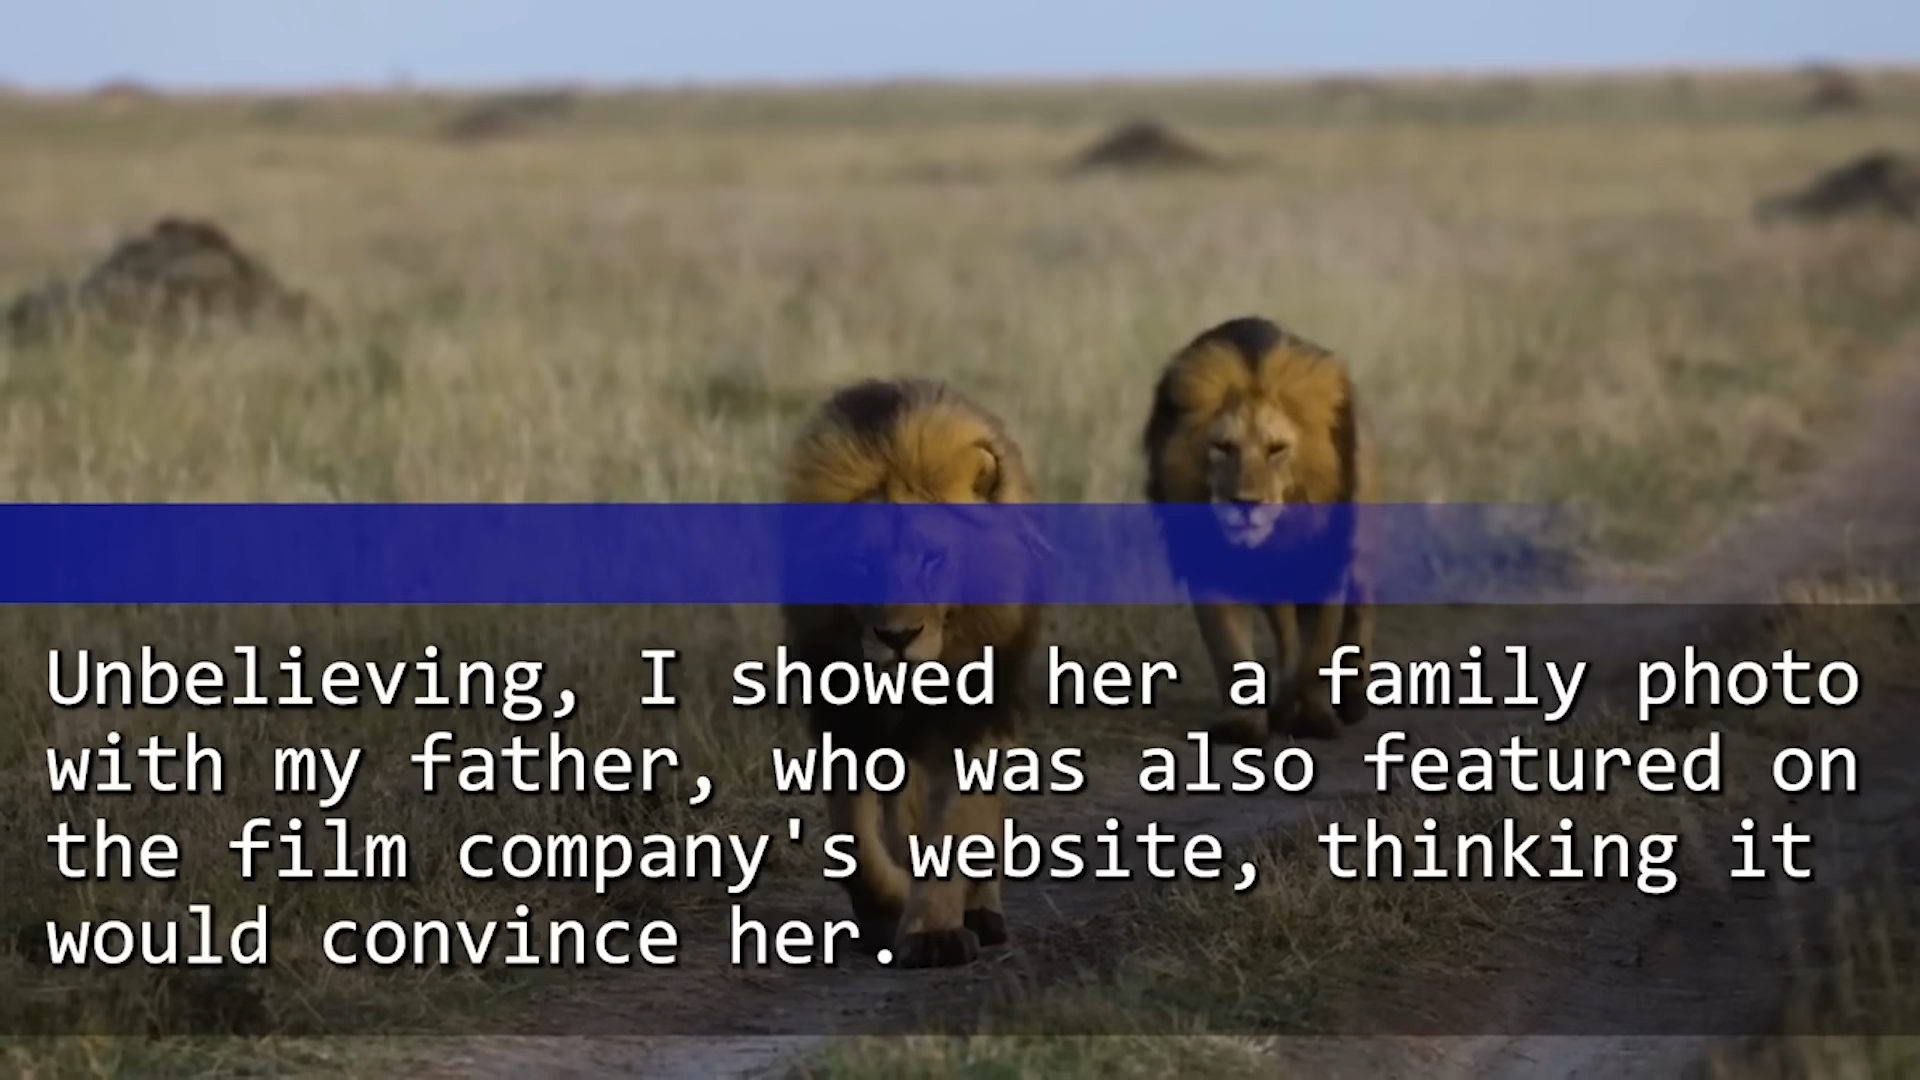 Unbelieving, I showed her a family photo
with my father, who was also featured on
the film company's website, thinking it
would convince her.